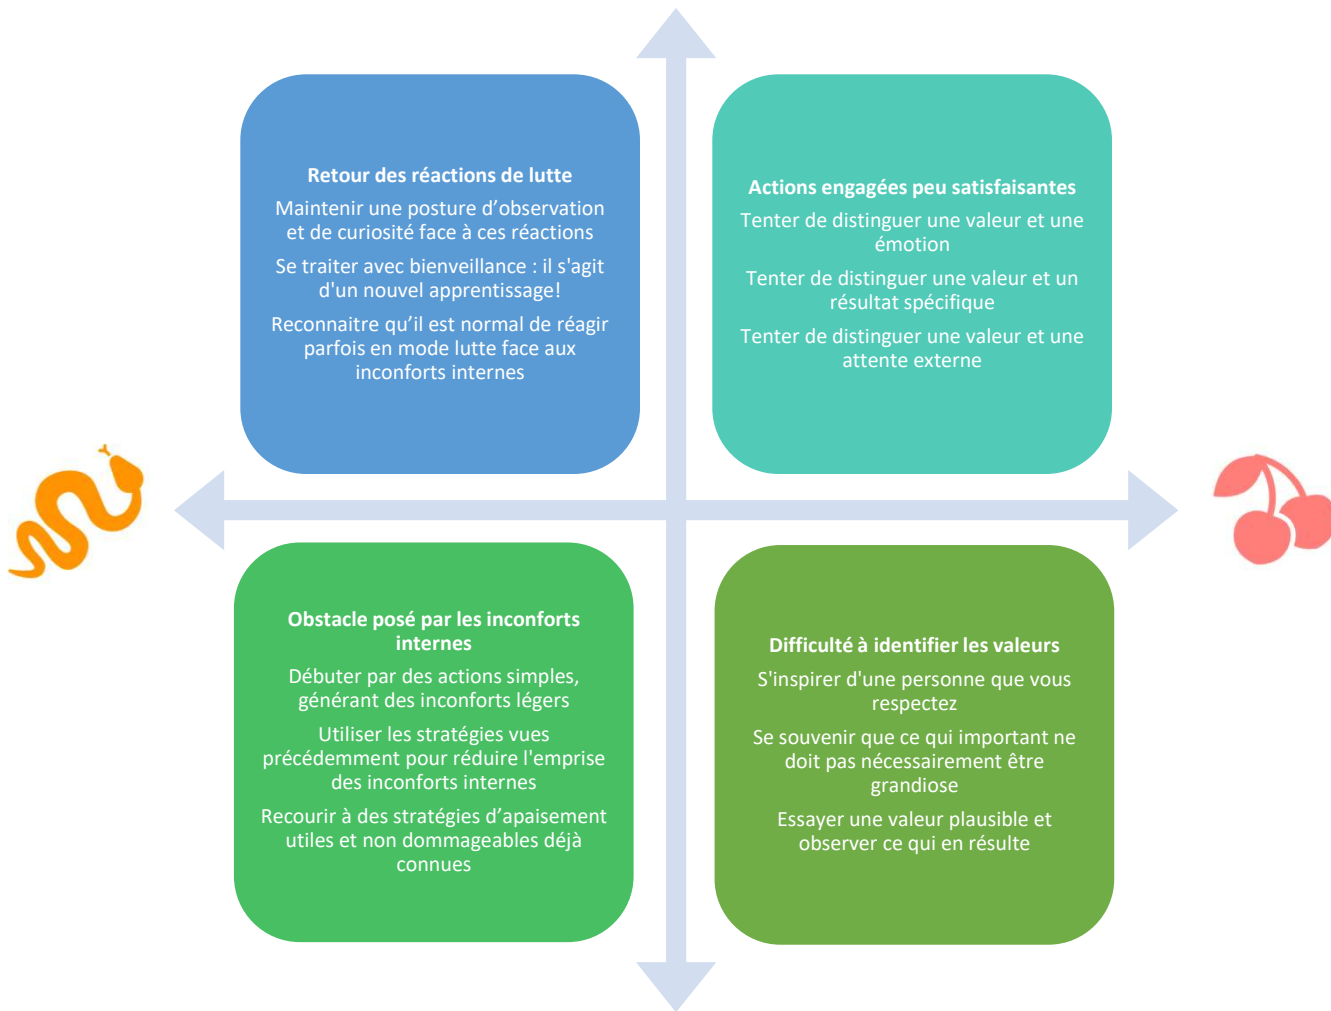 Retour des réactions de lutte
Maintenir une posture d’observation
et de curiosité face à ces réactions
Se traiter avec bienveillance : il s'agit
d'un nouvel apprentissage!
Reconnaitre qu’il est normal de réagir
parfois en mode lutte face aux
inconforts internes
Actions engagées peu satisfaisantes
Tenter de distinguer une valeur et une
émotion
Tenter de distinguer une valeur et un
résultat spécifique
Tenter de distinguer une valeur et une
attente externe
Obstacle posé par les inconforts
internes
Débuter par des actions simples,
générant des inconforts légers
Utiliser les stratégies vues
précédemment pour réduire l'emprise
des inconforts internes
Recourir à des stratégies d’apaisement
utiles et non dommageables déjà
connues
Difficulté à identifier les valeurs
S'inspirer d'une personne que vous
respectez
Se souvenir que ce qui important ne
doit pas nécessairement être
grandiose
Essayer une valeur plausible et
observer ce qui en résulte